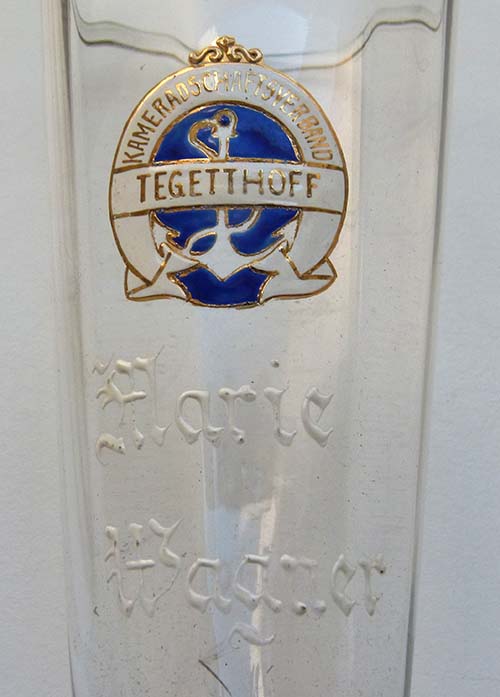 KAMERADSCHAFTSVERBAND
TEGETTHOFF
Marie
Wagner